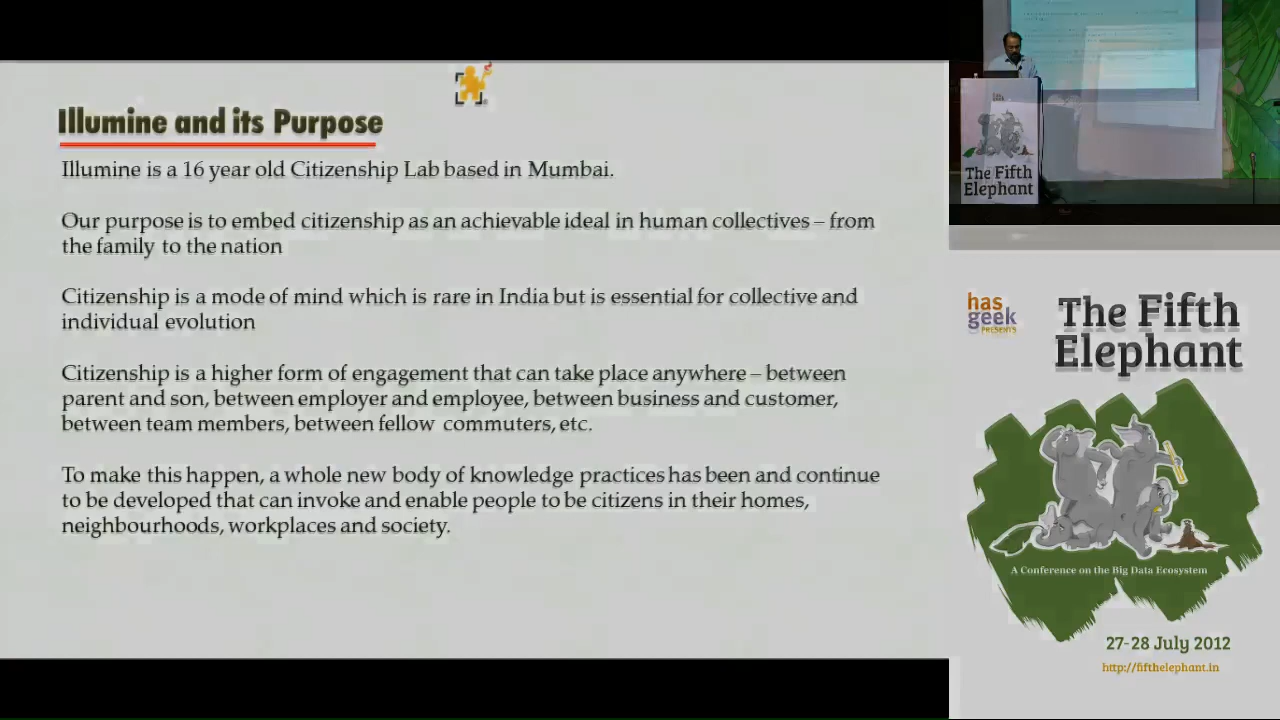 Illumine and its Purpose
Illumine is a 16 year old Citizenship Lab based in Mumbai.
Our purpose is to embed citizenship as an achievable ideal in human collectives – from
the family to the nation
Citizenship is a mode of mind which is rare in India but is essential for collective and
individual evolution
Citizenship is a higher form of engagement that can take place anywhere – between
parent and son, between employer and employee, between business and customer,
between team members, between fellow commuters, etc.
To make this happen, a whole new body of knowledge practices has been and continue
to be developed that can invoke and enable people to be citizens in their homes,
neighbourhoods, workplaces and society.
The Fifth
Elephant
has
geek
PRESENTS
The Fifth
Elephant
A Conference on the Big Data Ecosystem
27-28 July 2012
http://fifthelephant.in